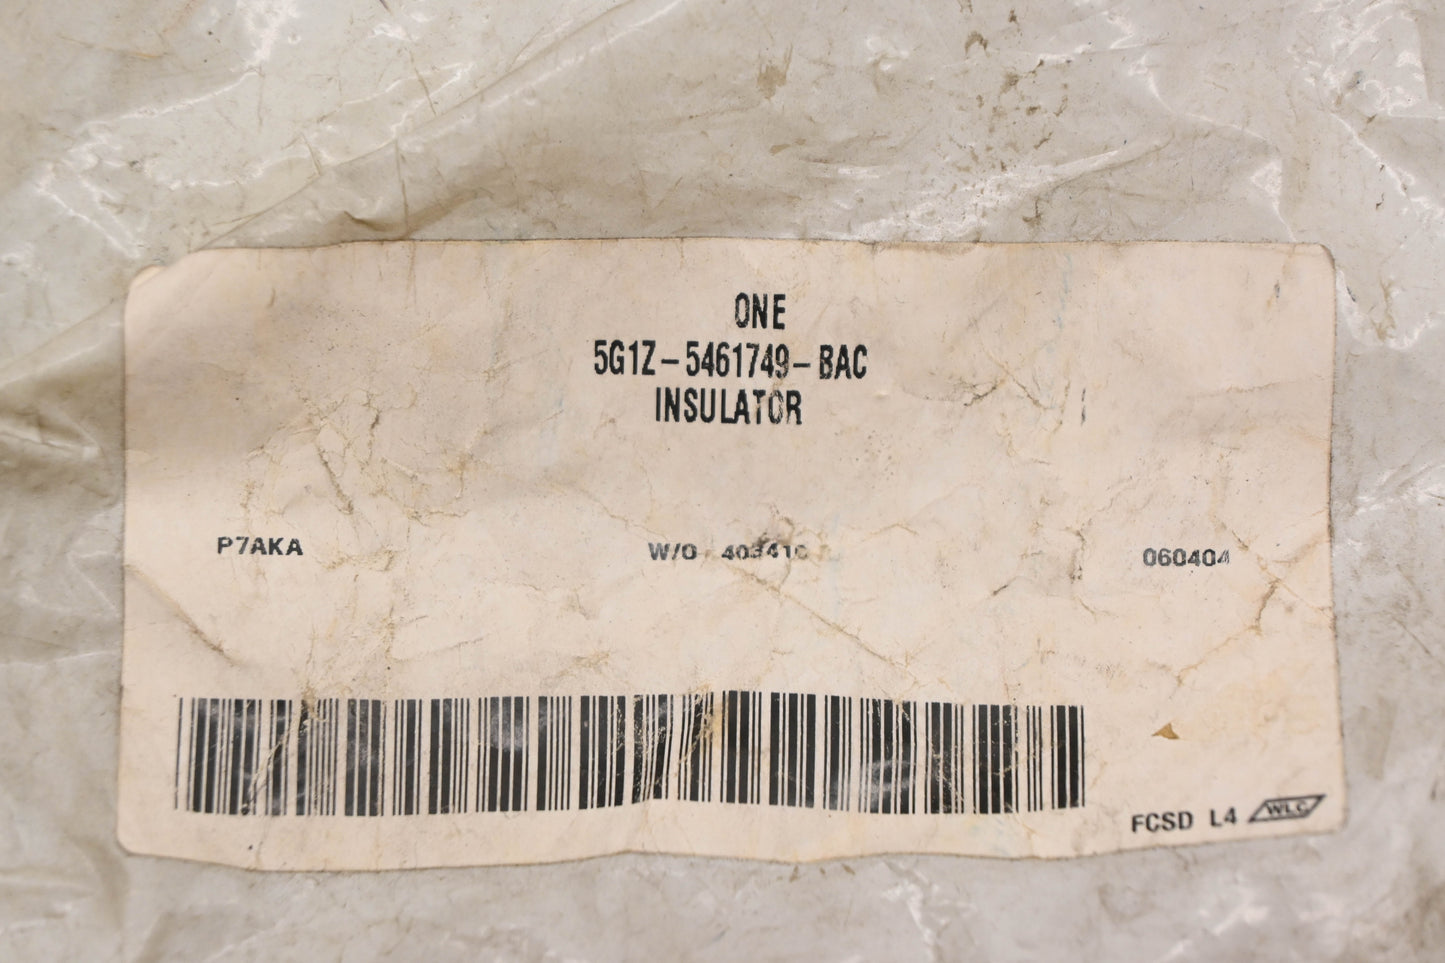 ONE
5G1Z-5461749-BAC
INSULATOR
P7AKA W/O 060404
FCSD L4 WLC